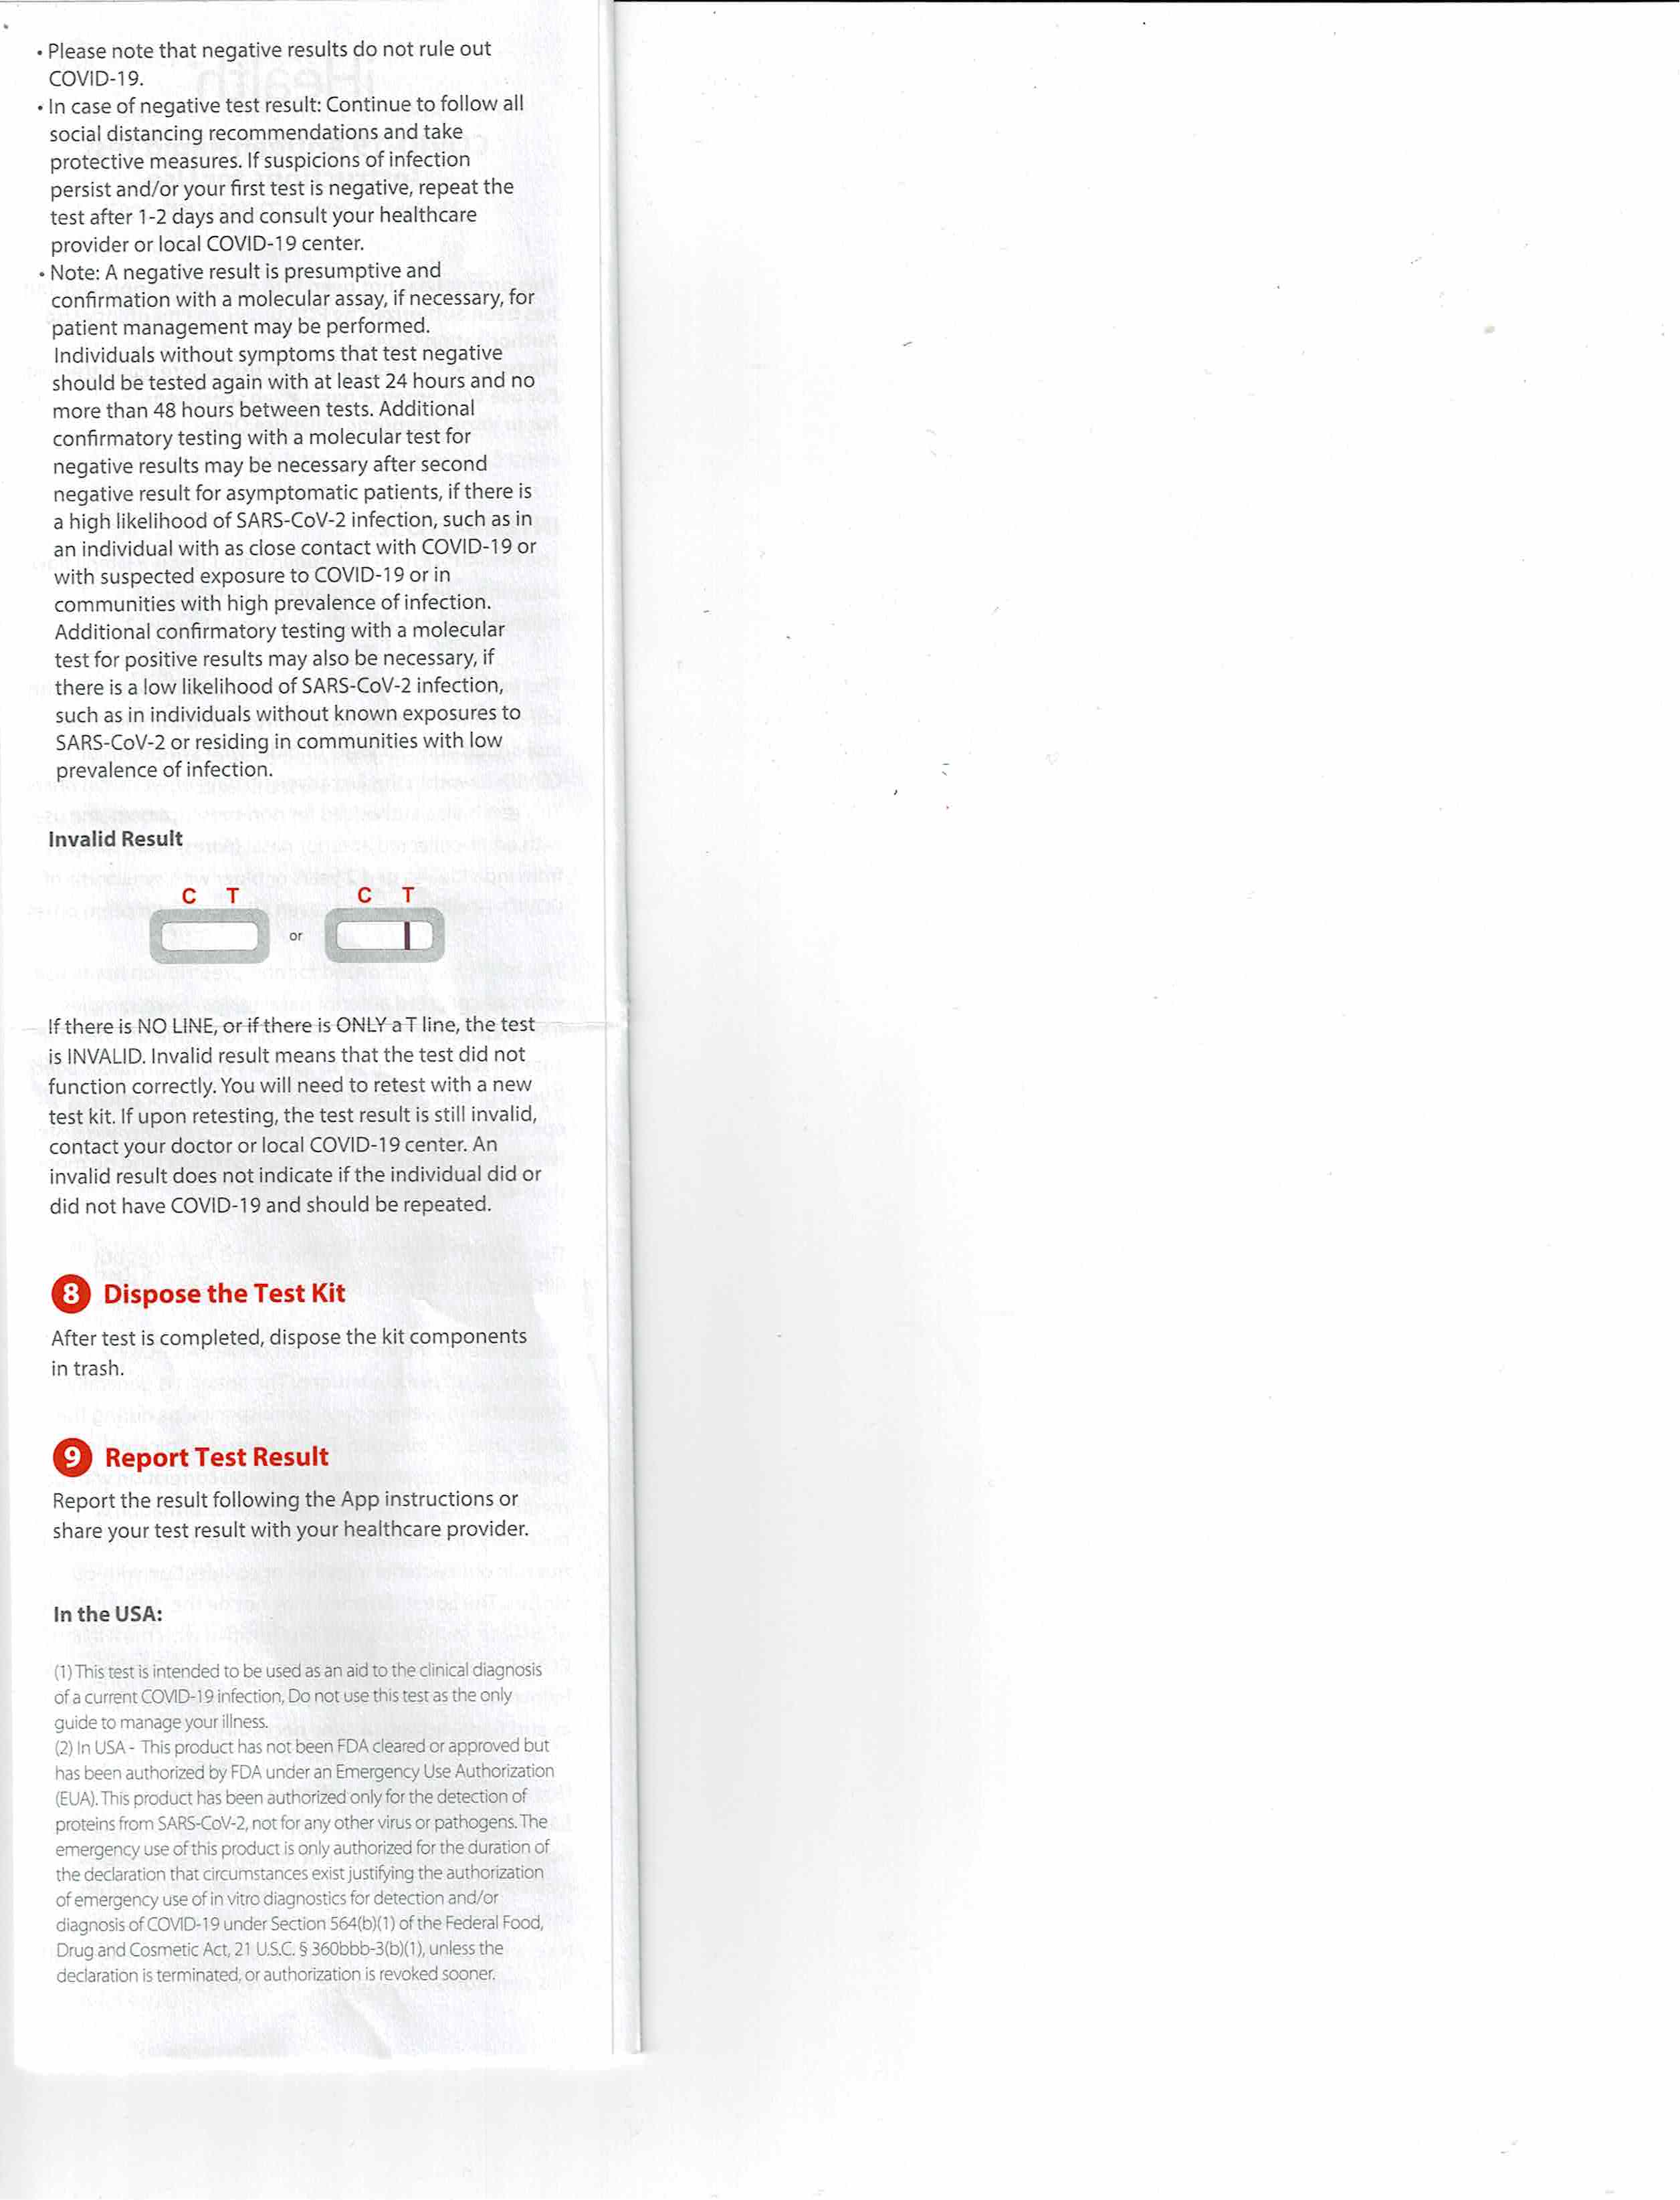 • Please note that negative results do not rule out
COVID-19.
• In case of negative test result: Continue to follow all
social distancing recommendations and take
protective measures. If suspicions of infection
persist and/or your first test is negative, repeat the
test after 1-2 days and consult your healthcare
provider or local COVID-19 center.
• Note: A negative result is presumptive and
confirmation with a molecular assay, if necessary, for
patient management may be performed.
Individuals without symptoms that test negative
should be tested again with at least 24 hours and no
more than 48 hours between tests. Additional
confirmatory testing with a molecular test for
negative results may be necessary after second
negative result for asymptomatic patients, if there is
a high likelihood of SARS-CoV-2 infection, such as in
an individual with as close contact with COVID-19 or
with suspected exposure to COVID-19 or in
communities with high prevalence of infection.
Additional confirmatory testing with a molecular
test for positive results may also be necessary, if
there is a low likelihood of SARS-CoV-2 infection,
such as in individuals without known exposures to
SARS-CoV-2 or residing in communities with low
prevalence of infection.
Invalid Result
C T C T
or
If there is NO LINE, or if there is ONLY a T line, the test
is INVALID. Invalid result means that the test did not
function correctly. You will need to retest with a new
test kit. If upon retesting, the test result is still invalid,
contact your doctor or local COVID-19 center. An
invalid result does not indicate if the individual did or
did not have COVID-19 and should be repeated.
8 Dispose the Test Kit
After test is completed, dispose the kit components
in trash.
9 Report Test Result
Report the result following the App instructions or
share your test result with your healthcare provider.
In the USA:
(1) This test is intended to be used as an aid to the clinical diagnosis
of a current COVID-19 infection, Do not use this test as the only
guide to manage your illness.
(2) In USA - This product has not been FDA cleared or approved but
has been authorized by FDA under an Emergency Use Authorization
(EUA). This product has been authorized only for the detection of
proteins from SARS-CoV-2, not for any other virus or pathogens. The
emergency use of this product is only authorized for the duration of
the declaration that circumstances exist justifying the authorization
of emergency use of in vitro diagnostics for detection and/or
diagnosis of COVID-19 under Section 564(b)(1) of the Federal Food,
Drug and Cosmetic Act, 21 U.S.C. § 360bbb-3(b)(1), unless the
declaration is terminated, or authorization is revoked sooner.